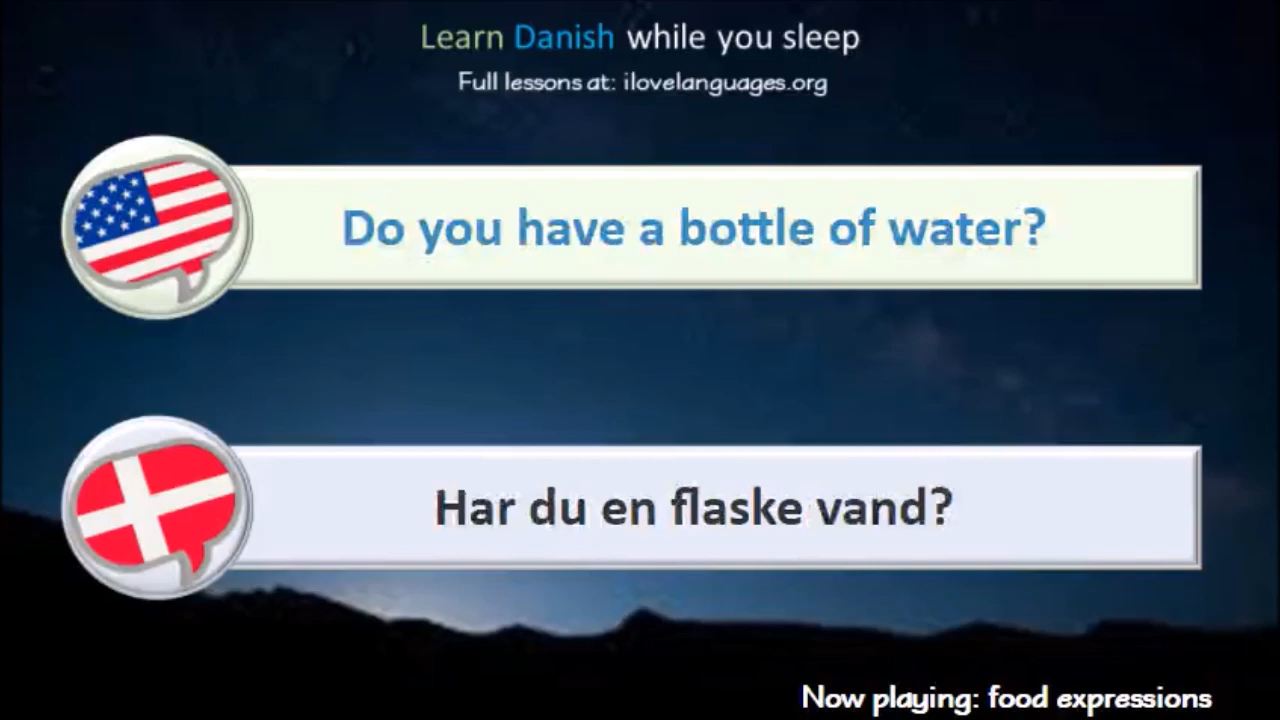 Learn Danish while you sleep
Full lessons at: ilovelanguages.org
Do you have a bottle of water?
Har du en flaske vand?
Now playing: food expressions